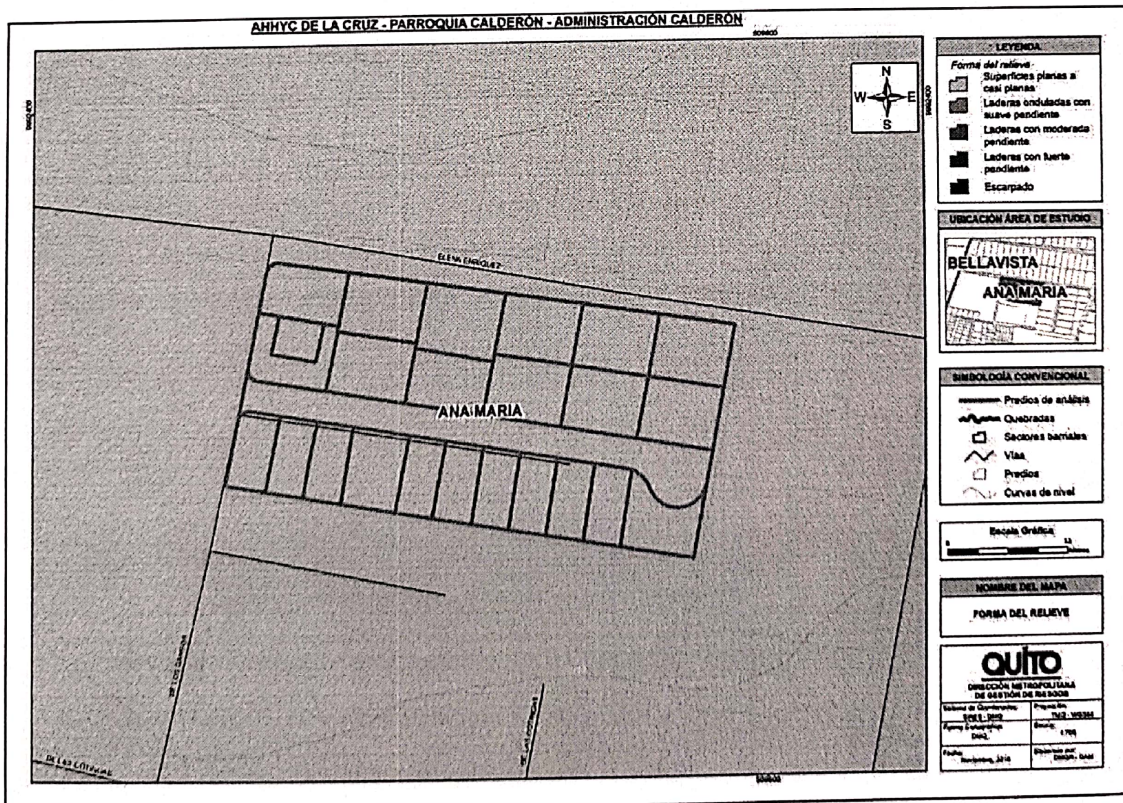 AHHYC DE LA CRUZ - PARROQUIA CALDERÓN - ADMINISTRACIÓN CALDERÓN
N
W E
S
ELENA ENRIQUEZ
ANA MARIA
LEYENDA
Forma del relieve
Superficies planas a
casi planas
Laderas onduladas con
suave pendiente
Laderas con moderada
pendiente
Laderas con fuerte
pendiente
Escarpado
UBICACIÓN ÁREA DE ESTUDIO
BELLAVISTA
ANA MARIA
SIMBOLOGÍA CONVENCIONAL
Predios de análisis
Quebradas
Sectores barriales
Vías
Predios
Curvas de nivel
Escala Gráfica
NOMBRE DEL MAPA
FORMA DEL RELIEVE
QUITO
DIRECCIÓN METROPOLITANA
DE GESTIÓN DE RIESGOS